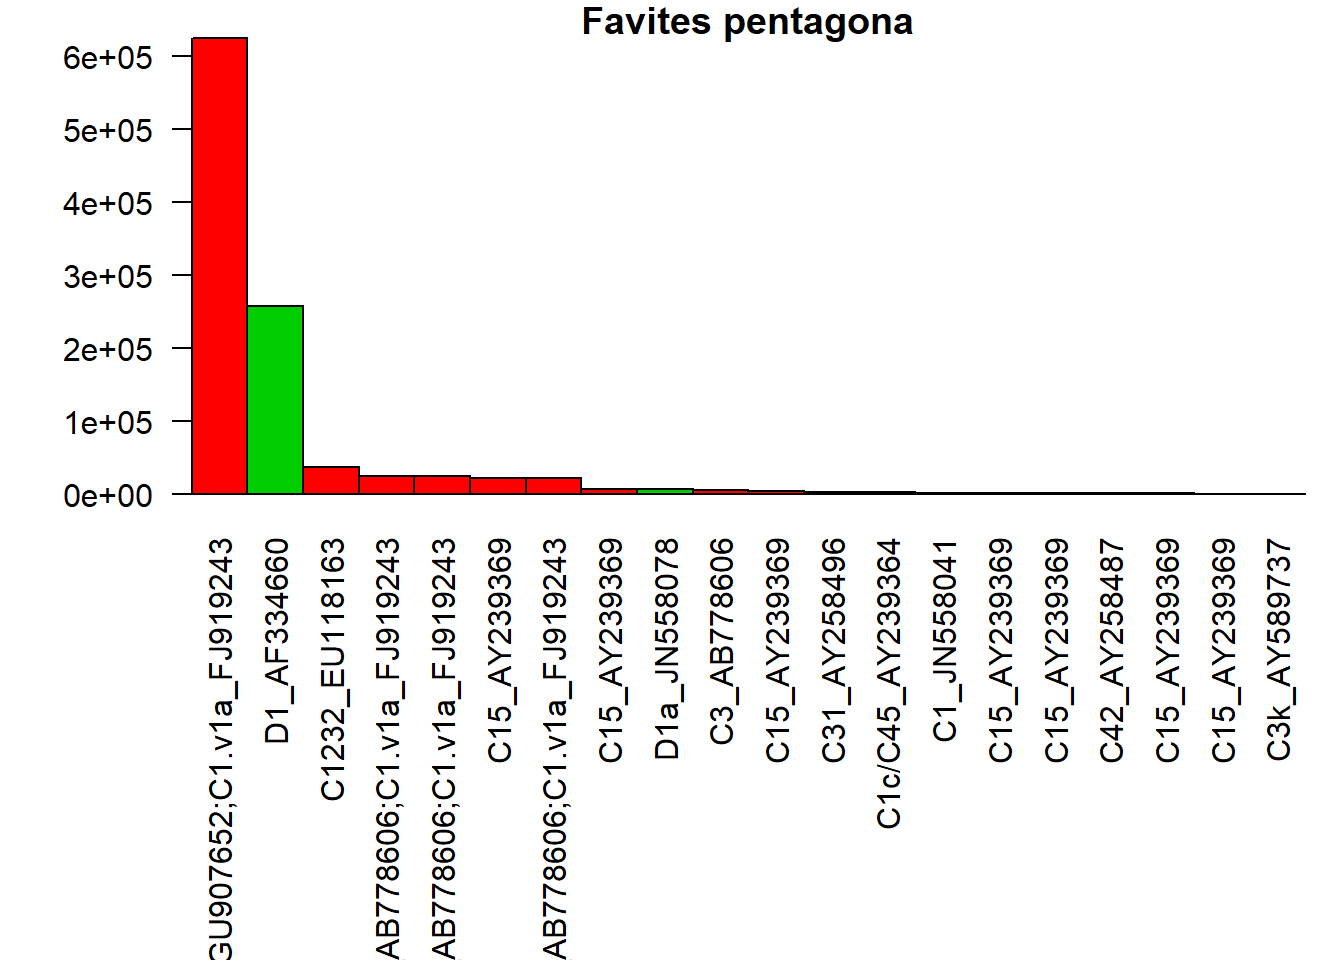 Favites pentagona
6e+05
5e+05
4e+05
3e+05
2e+05
1e+05
0e+00
GU907652;C1.v1a_FJ919243
D1_AF334660
C1232_EU118163
AB778606;C1.v1a_FJ919243
AB778606;C1.v1a_FJ919243
C15_AY239369
AB778606;C1.v1a_FJ919243
C15_AY239369
D1a_JN558078
C3_AB778606
C15_AY239369
C31_AY258496
C1c/C45_AY239364
C1_JN558041
C15_AY239369
C15_AY239369
C42_AY258487
C15_AY239369
C15_AY239369
C3k_AY589737